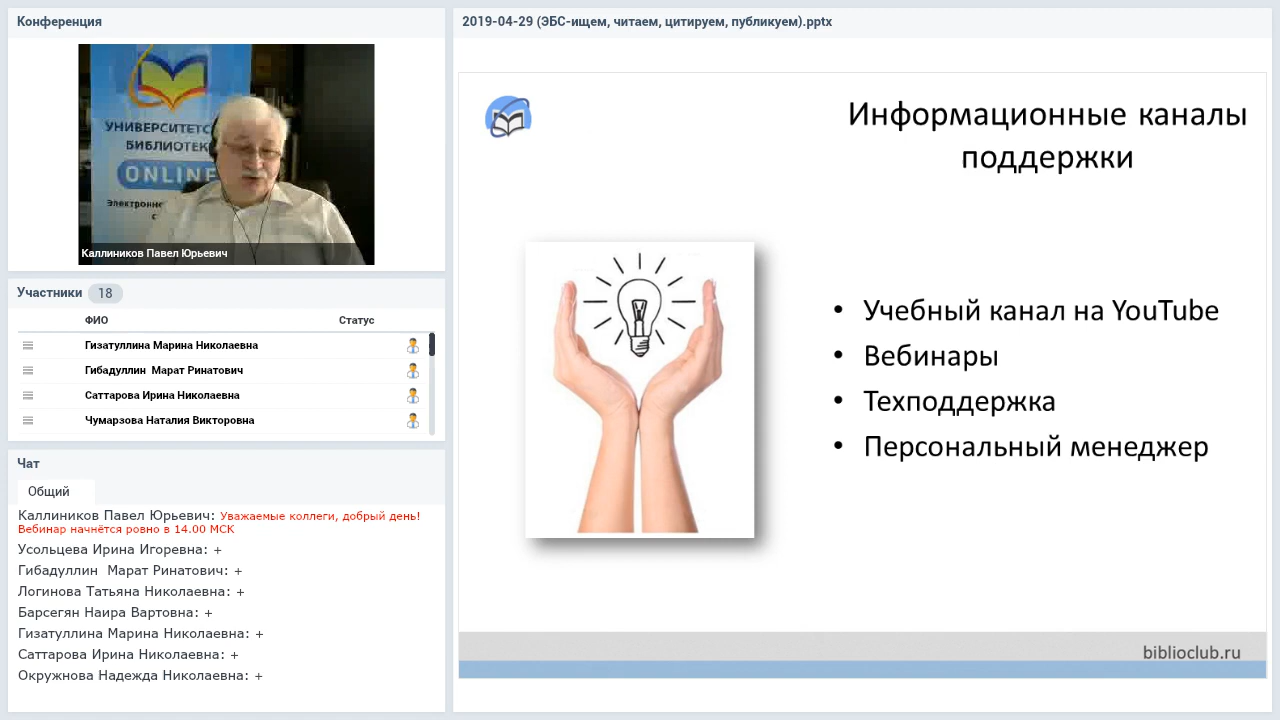 Конференция
УНИВЕРСИТЕТС
БИБЛИОТЕК
ONLINE
Каллиников Павел Юрьевич
Участники 18
ФИО Статус
Гизатуллина Марина Николаевна
Гибадуллин Марат Ринатович
Саттарова Ирина Николаевна
Чумарзова Наталия Викторовна
Чат
Общий
Каллиников Павел Юрьевич: Уважаемые коллеги, добрый день!
Вебинар начнётся ровно в 14.00 МСК
Усольцева Ирина Игоревна: +
Гибадуллин Марат Ринатович: +
Логинова Татьяна Николаевна: +
Барсегян Наира Вартовна: +
Гизатуллина Марина Николаевна: +
Саттарова Ирина Николаевна: +
Окружнова Надежда Николаевна: +
2019-04-29 (ЭБС-ищем, читаем, цитируем, публикуем).pptx
Информационные каналы
поддержки
• Учебный канал на YouTube
• Вебинары
• Техподдержка
• Персональный менеджер
biblioclub.ru